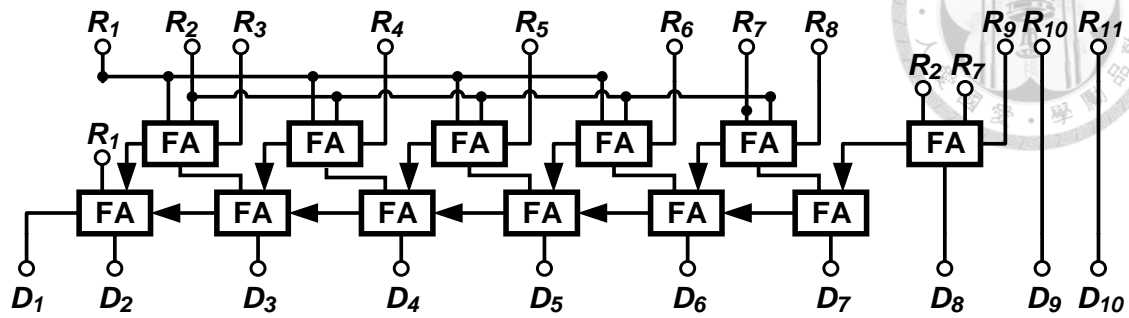 R1 R2 R3 R4 R5 R6 R7 R8 R9 R10 R11
R2 R7
FA FA FA FA FA FA
R1
FA FA FA FA FA FA
D1 D2 D3 D4 D5 D6 D7 D8 D9 D10